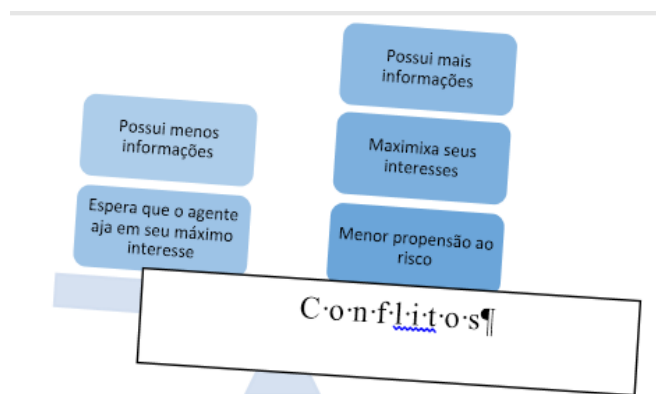 Possui mais
informações
Possui menos
informações
Maximixa seus
interesses
Espera que o agente
aja em seu máximo
interesse
Menor propensão ao
risco
C·o·n·f·l·i·t·o·s¶